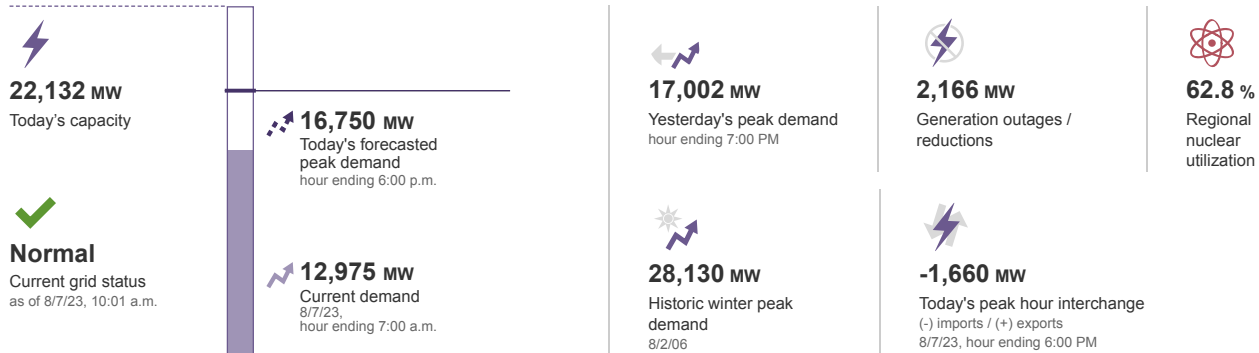 22,132 MW
Today's capacity
Normal
Current grid status
as of 8/7/23, 10:01 a.m.
16,750 MW
Today's forecasted
peak demand
hour ending 6:00 p.m.
12,975 MW
Current demand
8/7/23,
hour ending 7:00 a.m.
17,002 MW
Yesterday's peak demand
hour ending 7:00 PM
2,166 MW
Generation outages /
reductions
62.8 %
Regional
nuclear
utilization
28,130 MW
Historic winter peak
demand
8/2/06
-1,660 MW
Today's peak hour interchange
(-) imports / (+) exports
8/7/23, hour ending 6:00 PM